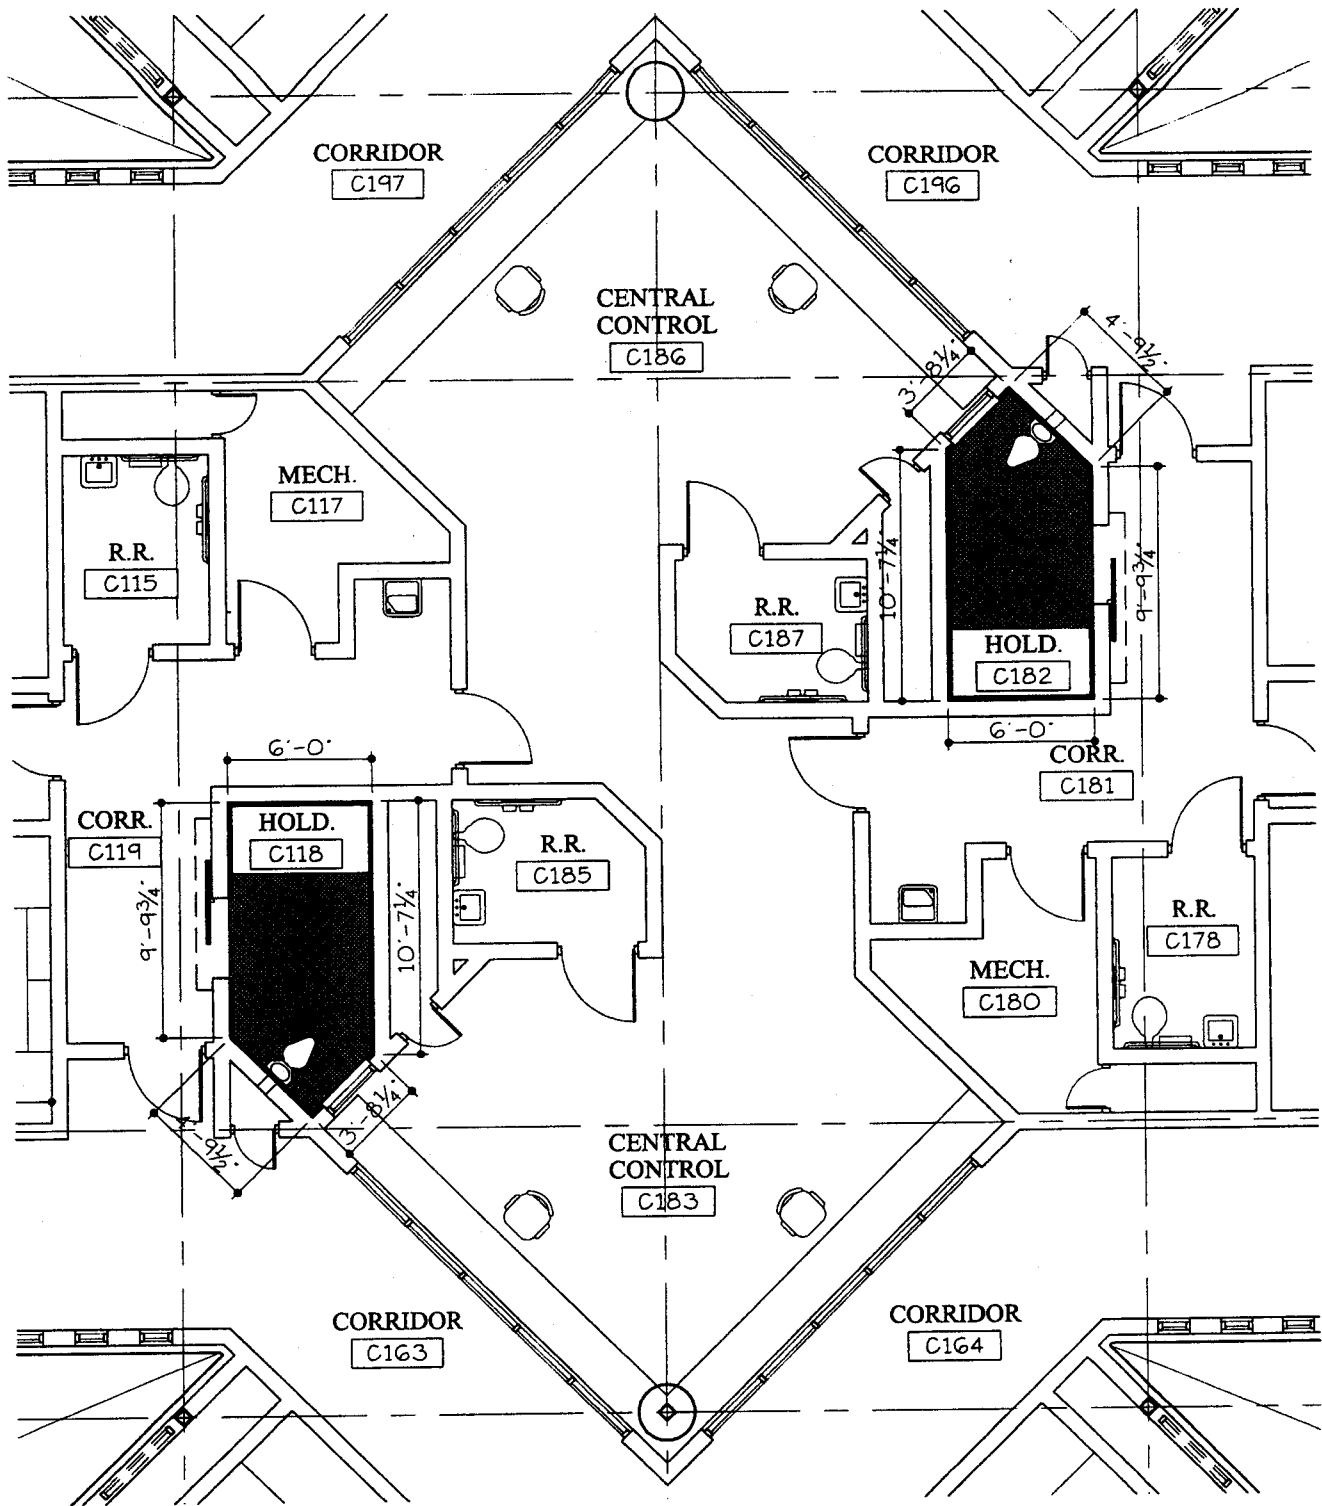 CORRIDOR
C197
CORRIDOR
C196
CENTRAL
CONTROL
C186
4'-9½"
3'-8¼"
MECH.
C117
R.R.
C115
10'-7¼"
9'-9¾"
R.R.
C187
HOLD.
C182
6'-0"
6'-0"
CORR.
C181
CORR.
C119
HOLD.
C118
R.R.
C185
9'-9¾"
10'-7¼"
R.R.
C178
MECH.
C180
3'-8¼"
4'-9½"
CENTRAL
CONTROL
C183
CORRIDOR
C163
CORRIDOR
C164